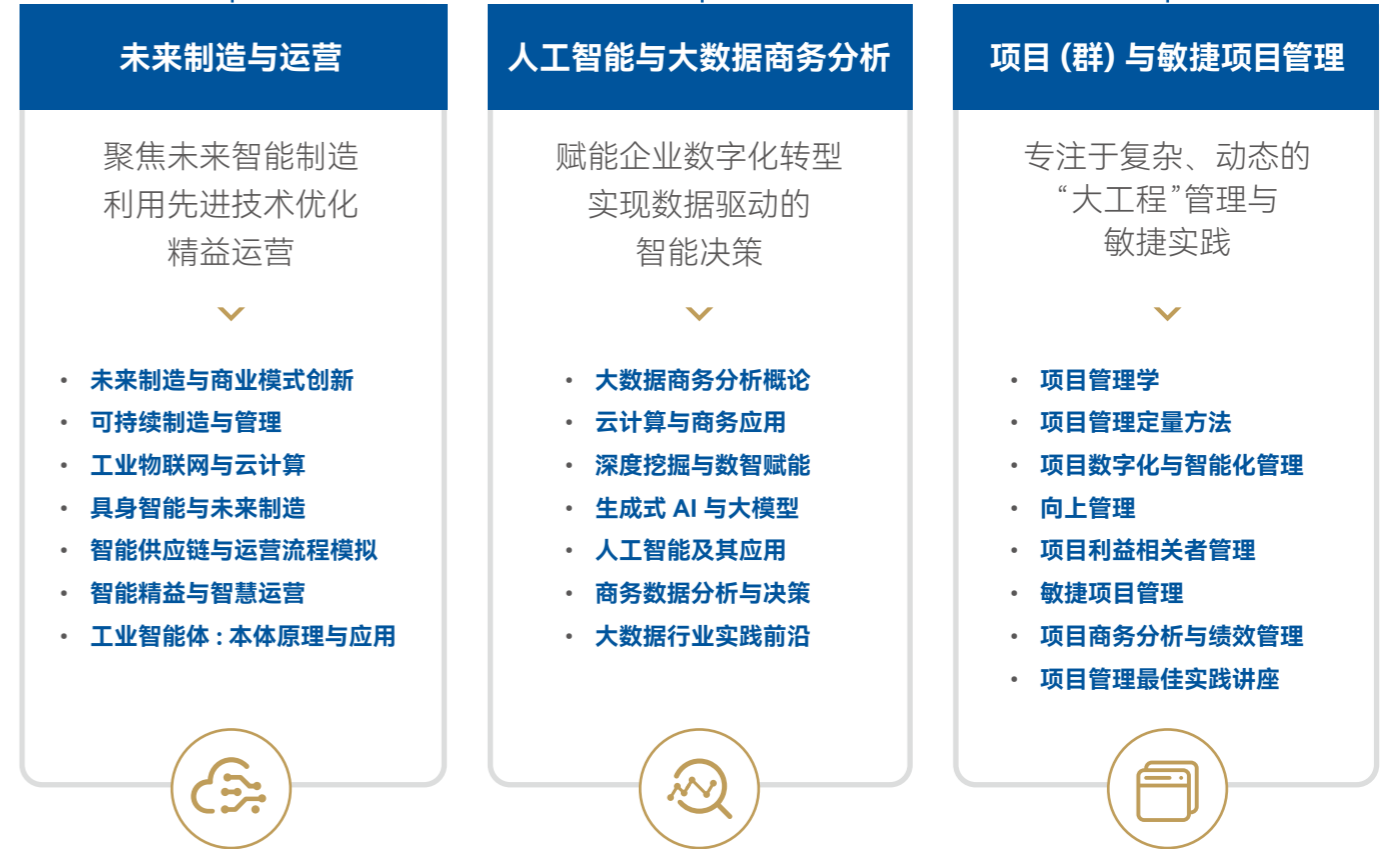 未来制造与运营
聚焦未来智能制造
利用先进技术优化
精益运营
• 未来制造与商业模式创新
• 可持续制造与管理
• 工业物联网与云计算
• 具身智能与未来制造
• 智能供应链与运营流程模拟
• 智能精益与智慧运营
• 工业智能体：本体原理与应用
人工智能与大数据商务分析
赋能企业数字化转型
实现数据驱动的
智能决策
• 大数据商务分析概论
• 云计算与商务应用
• 深度挖掘与数智赋能
• 生成式 AI 与大模型
• 人工智能及其应用
• 商务数据分析与决策
• 大数据行业实践前沿
项目（群）与敏捷项目管理
专注于复杂、动态的
“大工程”管理与
敏捷实践
• 项目管理学
• 项目管理定量方法
• 项目数字化与智能化管理
• 向上管理
• 项目利益相关者管理
• 敏捷项目管理
• 项目商务分析与绩效管理
• 项目管理最佳实践讲座